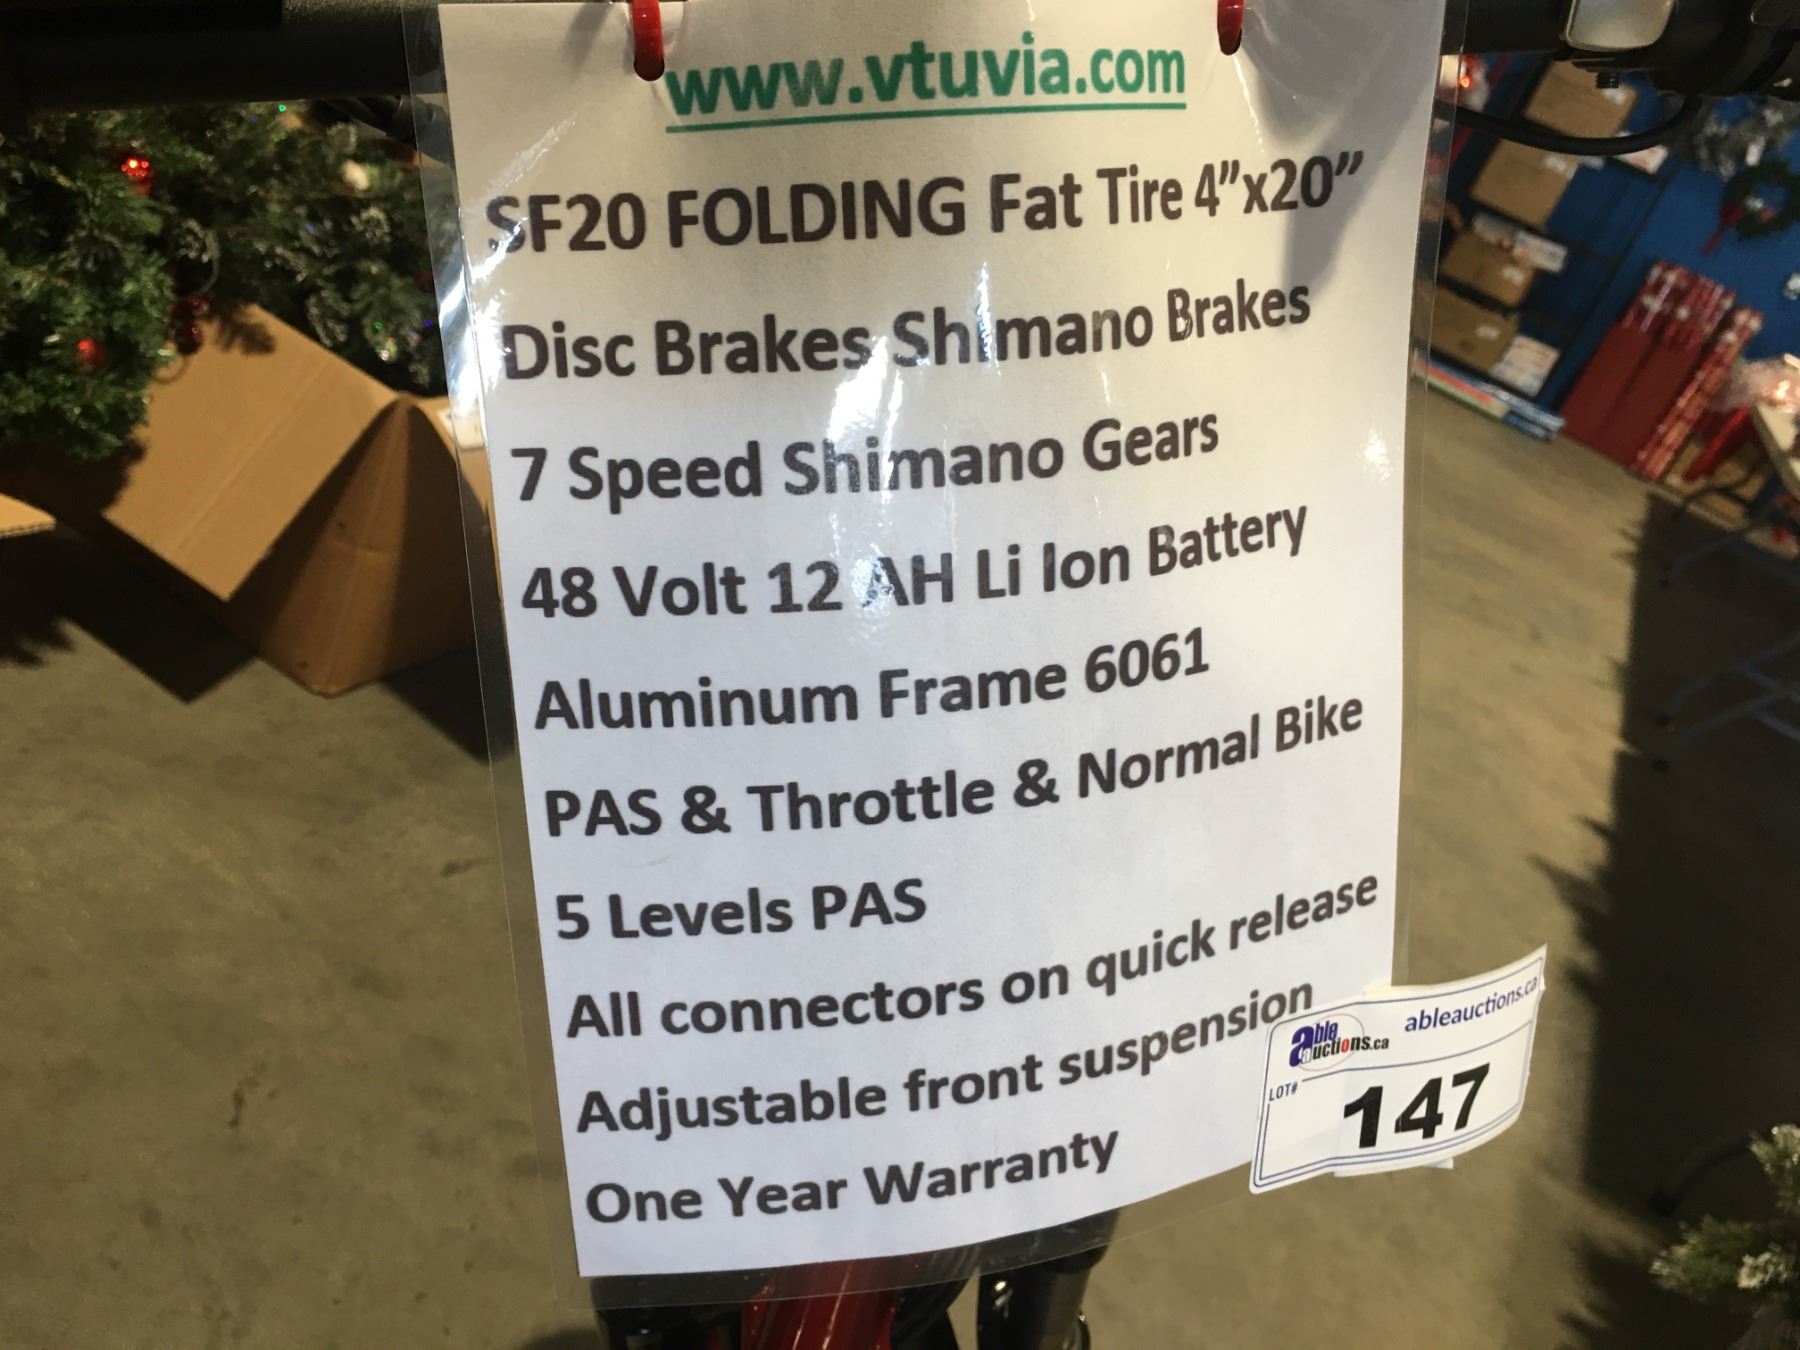 www.vtuvia.com
SF20 FOLDING Fat Tire 4”x20”
Disc Brakes Shimano Brakes
7 Speed Shimano Gears
48 Volt 12 AH Li Ion Battery
Aluminum Frame 6061
PAS & Throttle & Normal Bike
5 Levels PAS
All connectors on quick release
Adjustable front suspension
One Year Warranty
able auctions.ca
ableauctions.ca
LOT#
147